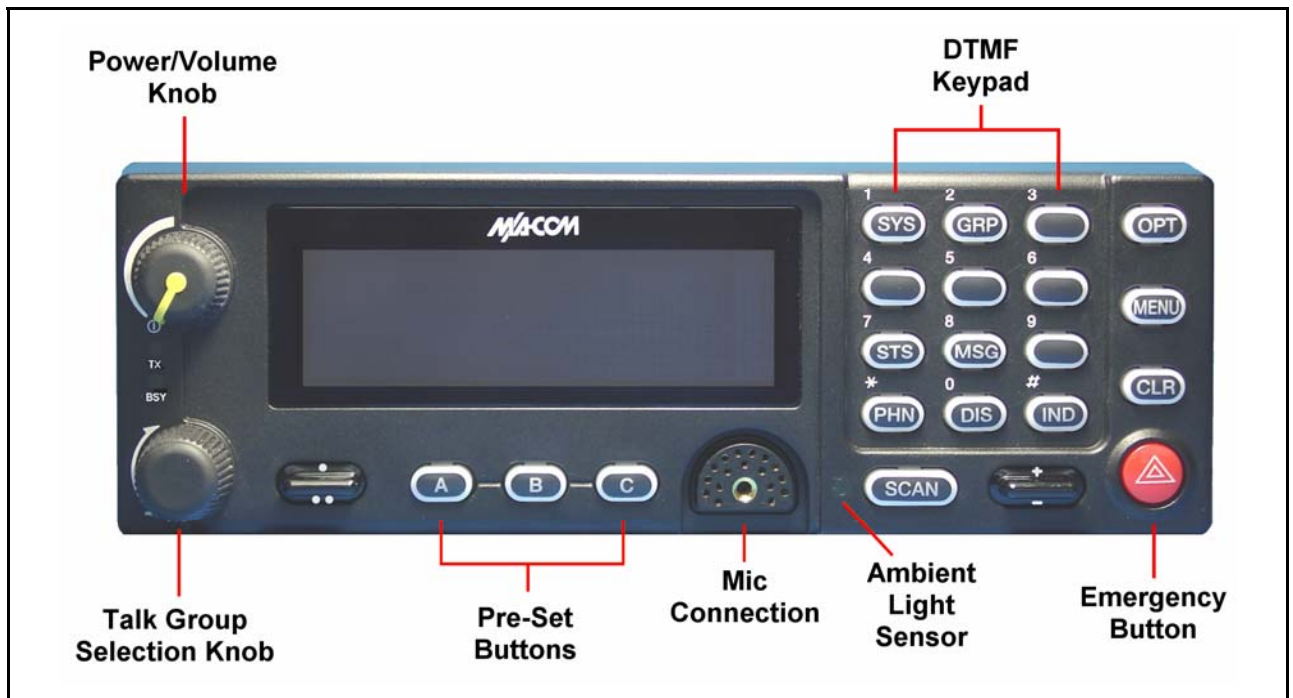 Power/Volume
Knob
DTMF
Keypad
M/A-COM
1 2 3
SYS GRP OPT
4 5 6
MENU
7 8 9
STS MSG
CLR
* 0 #
PHN DIS IND
TX
BSY
A B C
SCAN
+
-
Talk Group
Selection Knob
Pre-Set
Buttons
Mic
Connection
Ambient
Light
Sensor
Emergency
Button